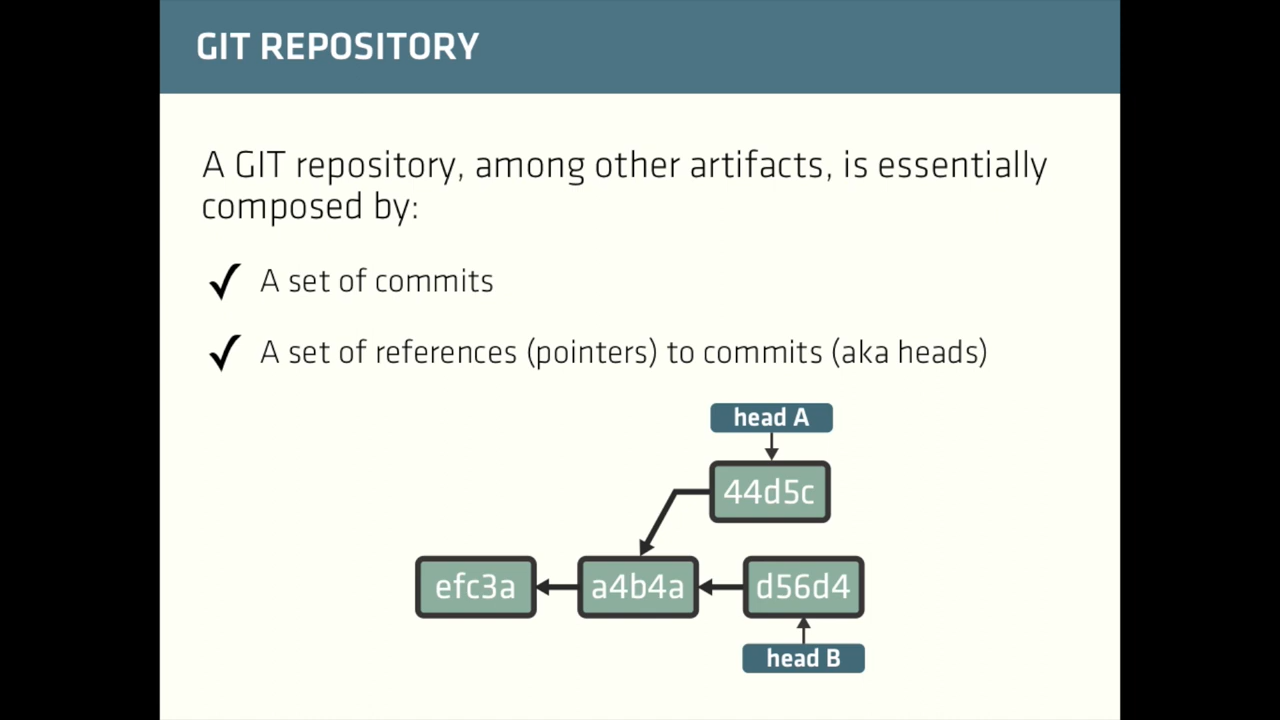 GIT REPOSITORY
A GIT repository, among other artifacts, is essentially
composed by:
✓ A set of commits
✓ A set of references (pointers) to commits (aka heads)
head A
44d5c
efc3a a4b4a d56d4
head B